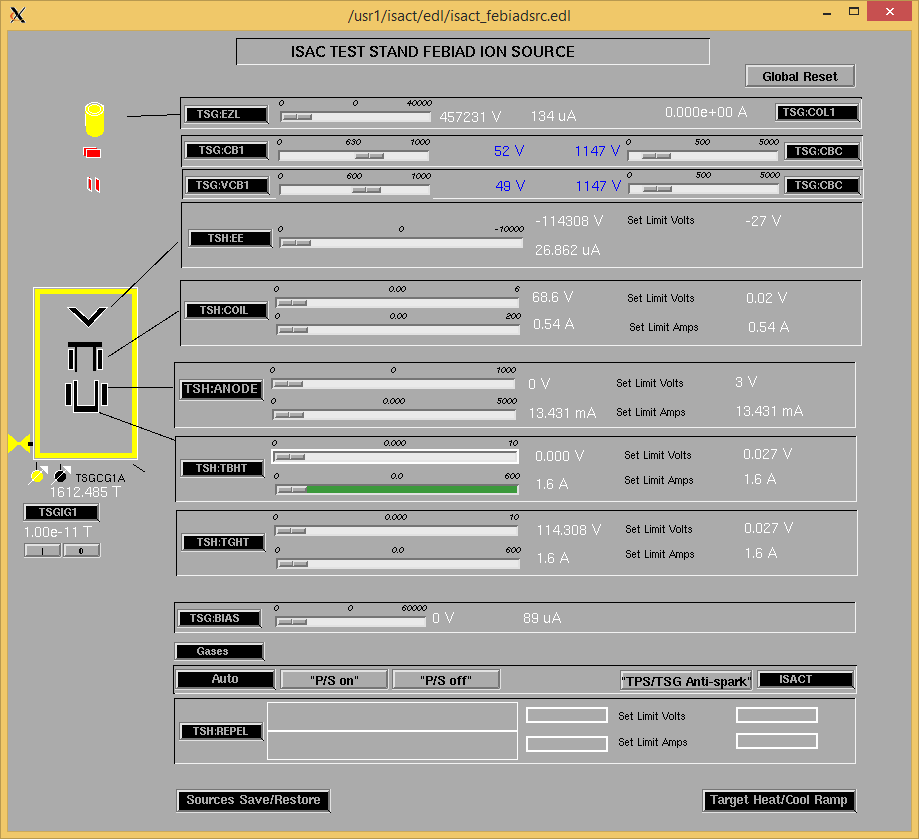 /usr1/isact/edl/isact_febiadsrc.edl
ISAC TEST STAND FEBIAD ION SOURCE
Global Reset
0 0 40000
TSG:EZL 457231 V 134 uA 0.000e+00 A TSG:COL1
0 630 1000 0 500 5000
TSG:CB1 52 V 1147 V TSG:CBC
0 600 1000 0 500 5000
TSG:VCB1 49 V 1147 V TSG:CBC
-114308 V Set Limit Volts -27 V
0 0 -10000
TSH:EE
26.862 uA
0 0.00 6
68.6 V Set Limit Volts 0.02 V
TSH:COIL
0 0.00 200
0.54 A Set Limit Amps 0.54 A
0 0 1000
0 V Set Limit Volts 3 V
TSH:ANODE
0 0.000 5000
13.431 mA Set Limit Amps 13.431 mA
0 0.000 10
0.000 V Set Limit Volts 0.027 V
TSH:TBHT
0 0.0 600
1.6 A Set Limit Amps 1.6 A
TSGCG1A
1612.485 T
TSGIG1
1.00e-11 T
I 0
0 0.000 10
114.308 V Set Limit Volts 0.027 V
TSH:TGHT
0 0.0 600
1.6 A Set Limit Amps 1.6 A
0 0 60000
TSG:BIAS 0 V 89 uA
Gases
Auto "P/S on" "P/S off" "TPS/TSG Anti-spark" ISACT
Set Limit Volts
TSH:REPEL
Set Limit Amps
Sources Save/Restore Target Heat/Cool Ramp